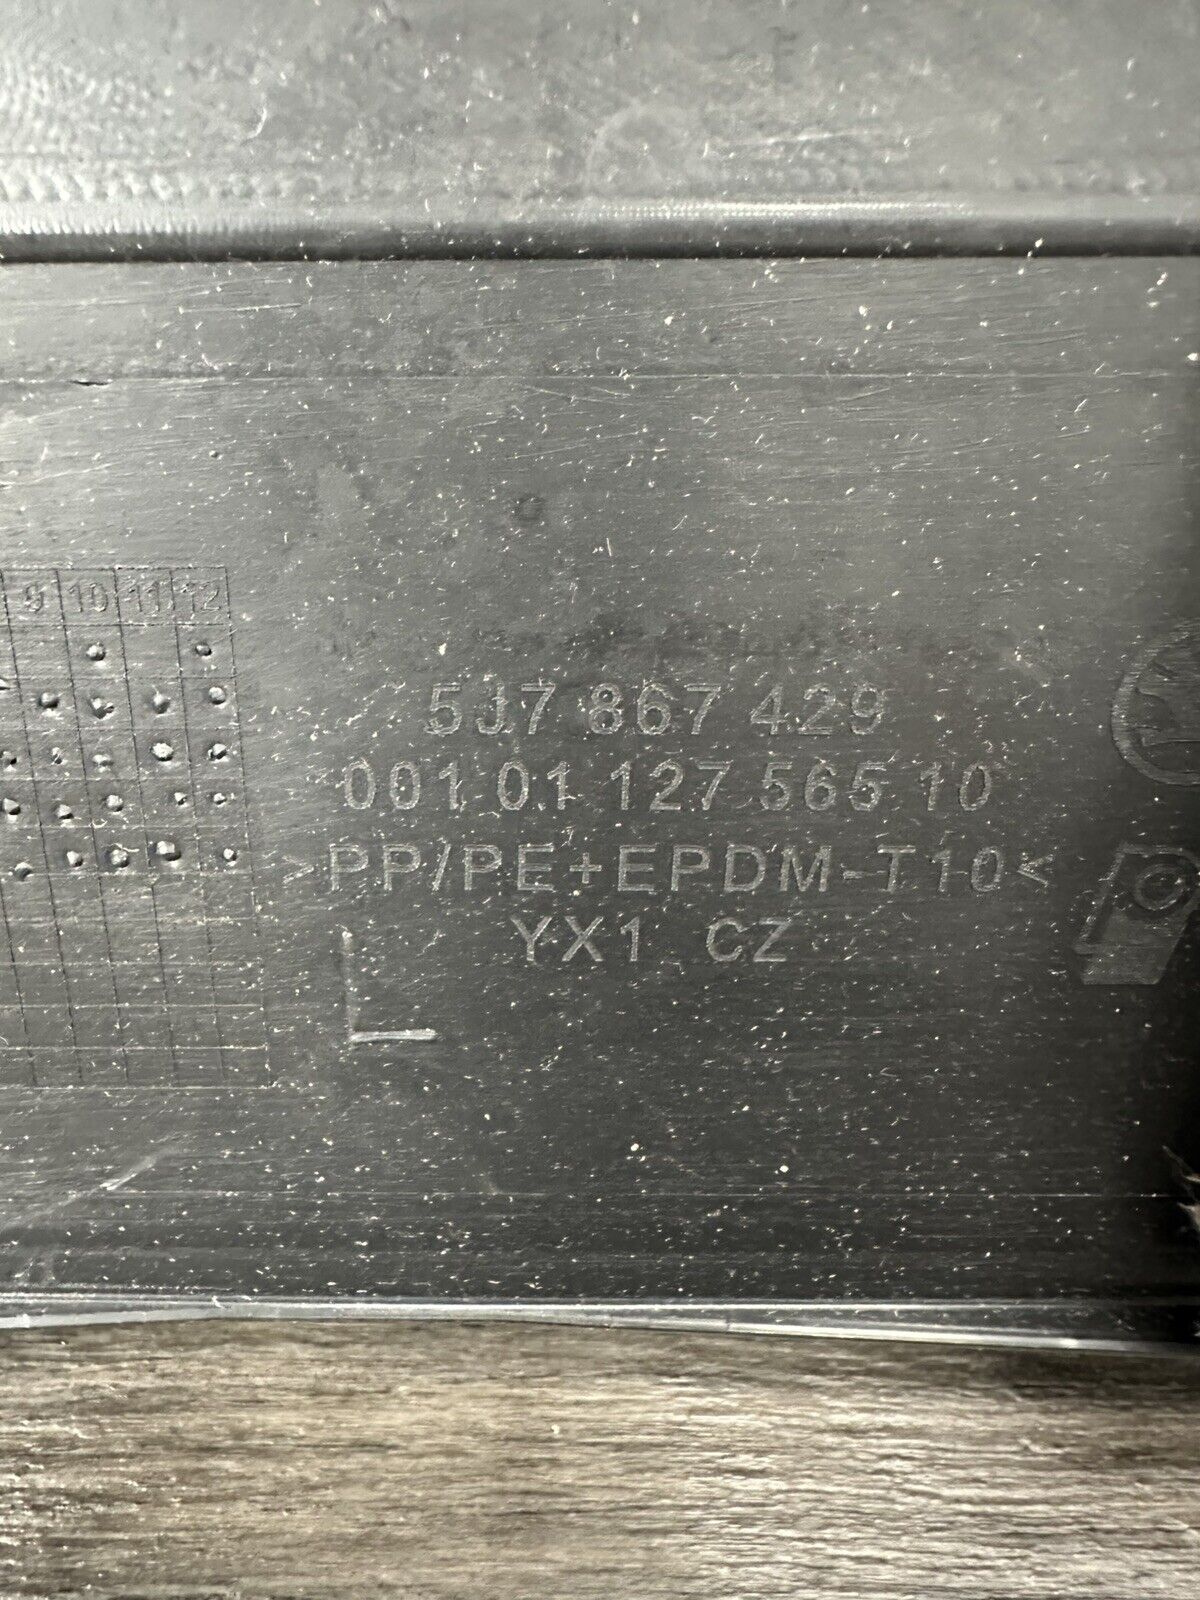 9 10 11 12
5J7 867 429
001 01 127 565 10
>PP/PE+EPDM-T10<
YX1 CZ
L